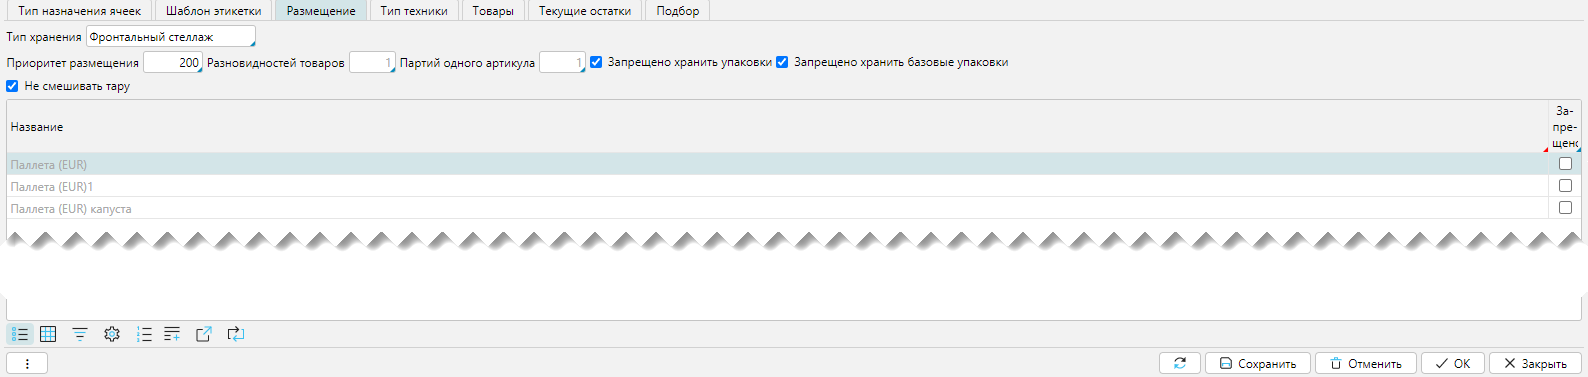 Тип назначения ячеек Шаблон этикетки Размещение Тип техники Товары Текущие остатки Подбор
Тип хранения Фронтальный стеллаж
Приоритет размещения 200 Разновидностей товаров 1 Партий одного артикула 1 Запрещено хранить упаковки Запрещено хранить базовые упаковки
Не смешивать тару
Название За-
пре-
щенс
Паллета (EUR)
Паллета (EUR)1
Паллета (EUR) капуста
Сохранить Отменить OK Закрыть